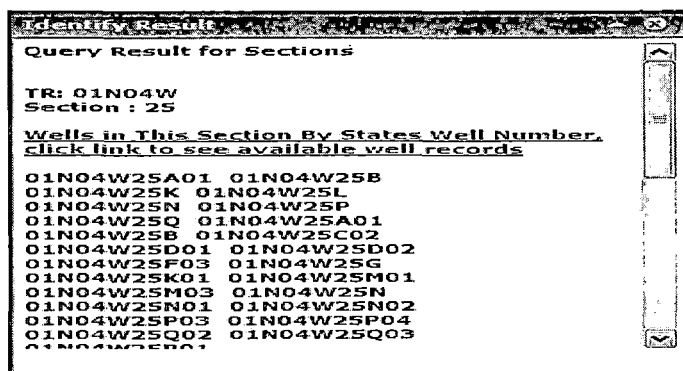 Identify Result
Query Result for Sections
TR: 01N04W
Section : 25
Wells in This Section By States Well Number,
click link to see available well records
01N04W25A01 01N04W25B
01N04W25K 01N04W25L
01N04W25N 01N04W25P
01N04W25Q 01N04W25A01
01N04W25B 01N04W25C02
01N04W25D01 01N04W25D02
01N04W25F03 01N04W25G
01N04W25K01 01N04W25M01
01N04W25M03 01N04W25N
01N04W25N01 01N04W25N02
01N04W25P03 01N04W25P04
01N04W25Q02 01N04W25Q03